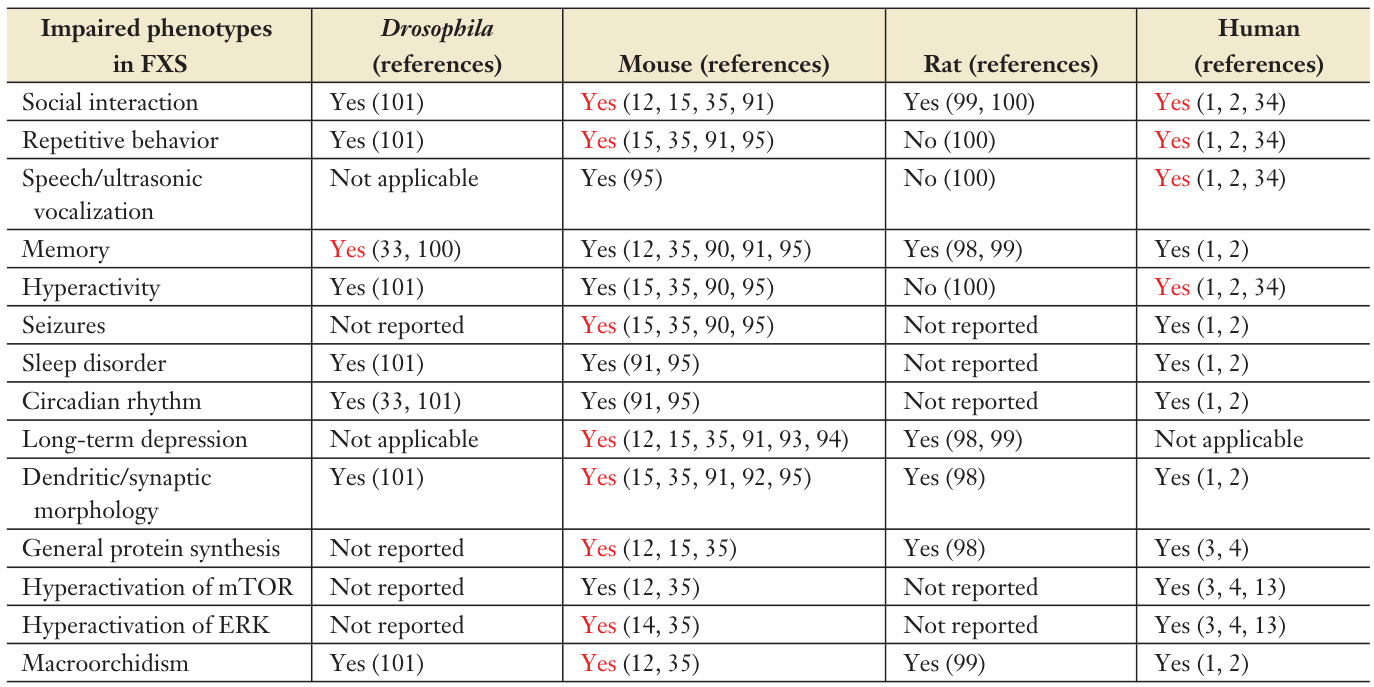 Impaired phenotypes in FXS | Drosophila (references) | Mouse (references) | Rat (references) | Human (references)
Social interaction | Yes (101) | Yes (12, 15, 35, 91) | Yes (99, 100) | Yes (1, 2, 34)
Repetitive behavior | Yes (101) | Yes (15, 35, 91, 95) | No (100) | Yes (1, 2, 34)
Speech/ultrasonic vocalization | Not applicable | Yes (95) | No (100) | Yes (1, 2, 34)
Memory | Yes (33, 100) | Yes (12, 35, 90, 91, 95) | Yes (98, 99) | Yes (1, 2)
Hyperactivity | Yes (101) | Yes (15, 35, 90, 95) | No (100) | Yes (1, 2, 34)
Seizures | Not reported | Yes (15, 35, 90, 95) | Not reported | Yes (1, 2)
Sleep disorder | Yes (101) | Yes (91, 95) | Not reported | Yes (1, 2)
Circadian rhythm | Yes (33, 101) | Yes (91, 95) | Not reported | Yes (1, 2)
Long-term depression | Not applicable | Yes (12, 15, 35, 91, 93, 94) | Yes (98, 99) | Not applicable
Dendritic/synaptic morphology | Yes (101) | Yes (15, 35, 91, 92, 95) | Yes (98) | Yes (1, 2)
General protein synthesis | Not reported | Yes (12, 15, 35) | Yes (98) | Yes (3, 4)
Hyperactivation of mTOR | Not reported | Yes (12, 35) | Not reported | Yes (3, 4, 13)
Hyperactivation of ERK | Not reported | Yes (14, 35) | Not reported | Yes (3, 4, 13)
Macroorchidism | Yes (101) | Yes (12, 35) | Yes (99) | Yes (1, 2)